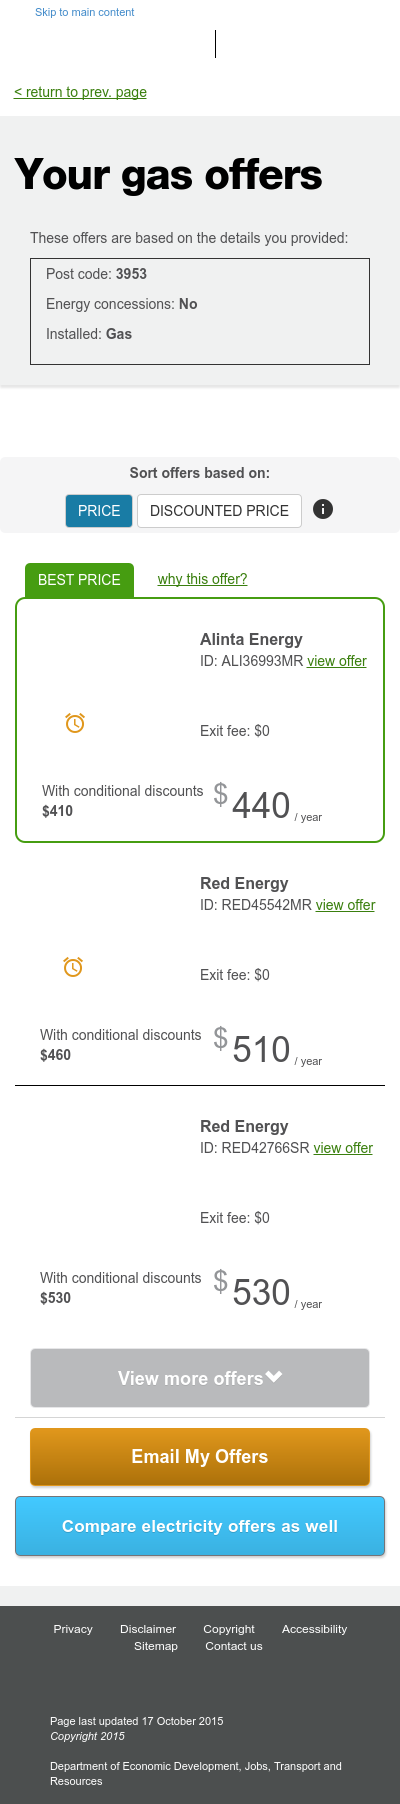 Skip to main content
< return to prev. page
Your gas offers
These offers are based on the details you provided:
Post code: 3953
Energy concessions: No
Installed: Gas
Sort offers based on:
PRICE
DISCOUNTED PRICE
BEST PRICE
why this offer?
Alinta Energy
ID: ALI36993MR view offer
Exit fee: $0
With conditional discounts
$410
$440 / year
Red Energy
ID: RED45542MR view offer
Exit fee: $0
With conditional discounts
$460
$510 / year
Red Energy
ID: RED42766SR view offer
Exit fee: $0
With conditional discounts
$530
$530 / year
View more offers
Email My Offers
Compare electricity offers as well
Privacy Disclaimer Copyright Accessibility
Sitemap Contact us
Page last updated 17 October 2015
Copyright 2015
Department of Economic Development, Jobs, Transport and
Resources